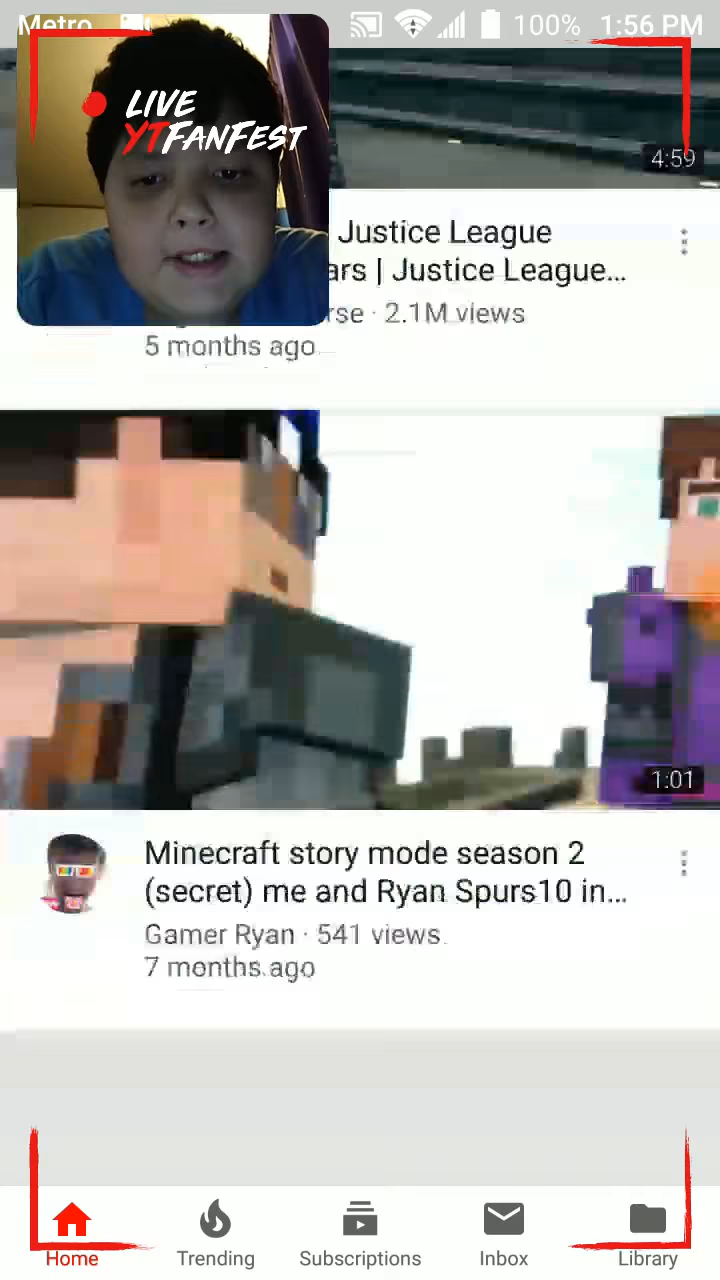 Metro
100% 1:56 PM
LIVE
YTFANFEST
4:59
Justice League
ars | Justice League...
rse · 2.1M views
5 months ago
1:01
Minecraft story mode season 2
(secret) me and Ryan Spurs10 in...
Gamer Ryan · 541 views
7 months ago
Home
Trending
Subscriptions
Inbox
Library